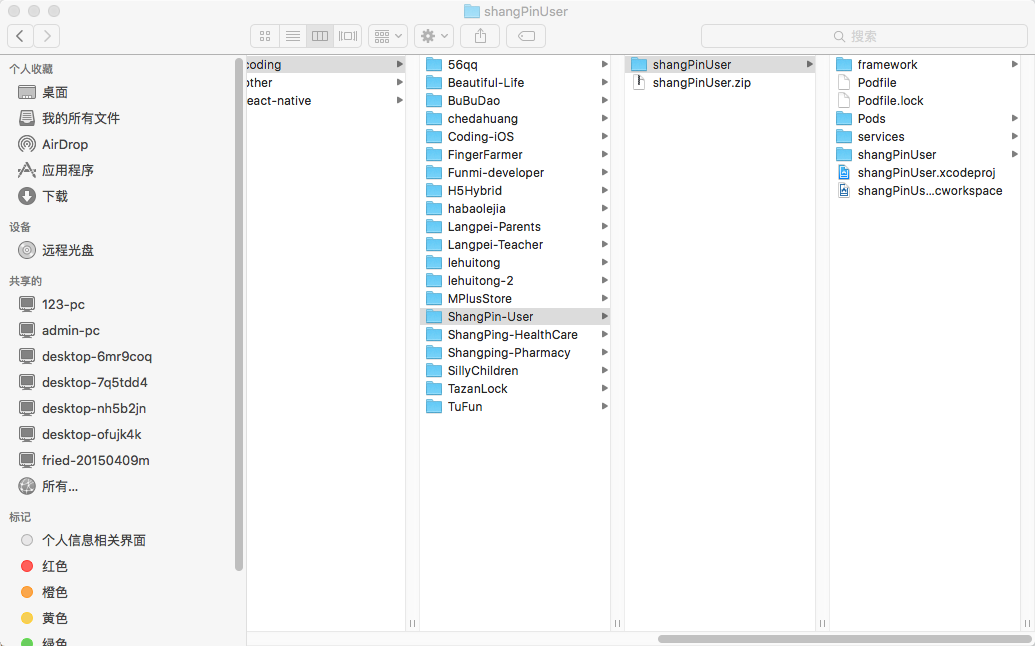 shangPinUser
搜索
个人收藏
桌面
我的所有文件
AirDrop
应用程序
下载
设备
远程光盘
共享的
123-pc
admin-pc
desktop-6mr9coq
desktop-7q5tdd4
desktop-nh5b2jn
desktop-ofujk4k
fried-20150409m
所有...
标记
个人信息相关界面
红色
橙色
黄色
绿色
coding
other
eact-native
56qq
Beautiful-Life
BuBuDao
chedahuang
Coding-iOS
FingerFarmer
Funmi-developer
H5Hybrid
habaolejia
Langpei-Parents
Langpei-Teacher
lehuitong
lehuitong-2
MPlusStore
ShangPin-User
ShangPing-HealthCare
Shangping-Pharmacy
SillyChildren
TazanLock
TuFun
shangPinUser
shangPinUser.zip
framework
Podfile
Podfile.lock
Pods
services
shangPinUser
shangPinUser.xcodeproj
shangPinUs...cworkspace